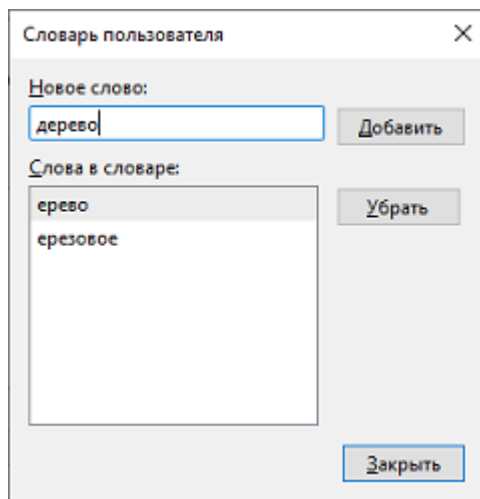 Словарь пользователя
Новое слово:
дерево
Добавить
Слова в словаре:
ерево
Убрать
ерезовое
Закрыть